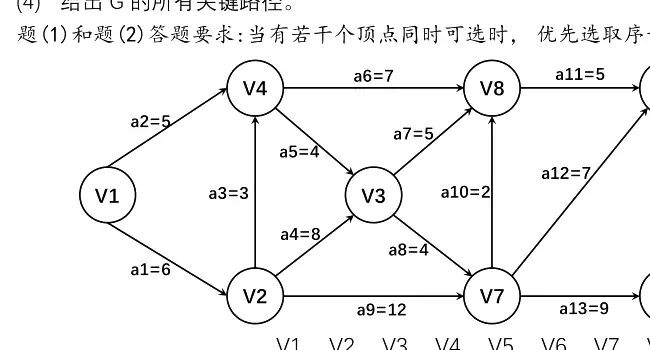 (4) 给出 G 的所有关键路径。
题(1)和题(2)答题要求:当有若干个顶点同时可选时, 优先选取序
a6=7
a11=5
V4
V8
a2=5
a7=5
a5=4
a12=7
V1
a3=3
V3
a10=2
a4=8
a8=4
a1=6
V2
V7
a9=12
a13=9
V1 V2 V3 V4 V5 V6 V7